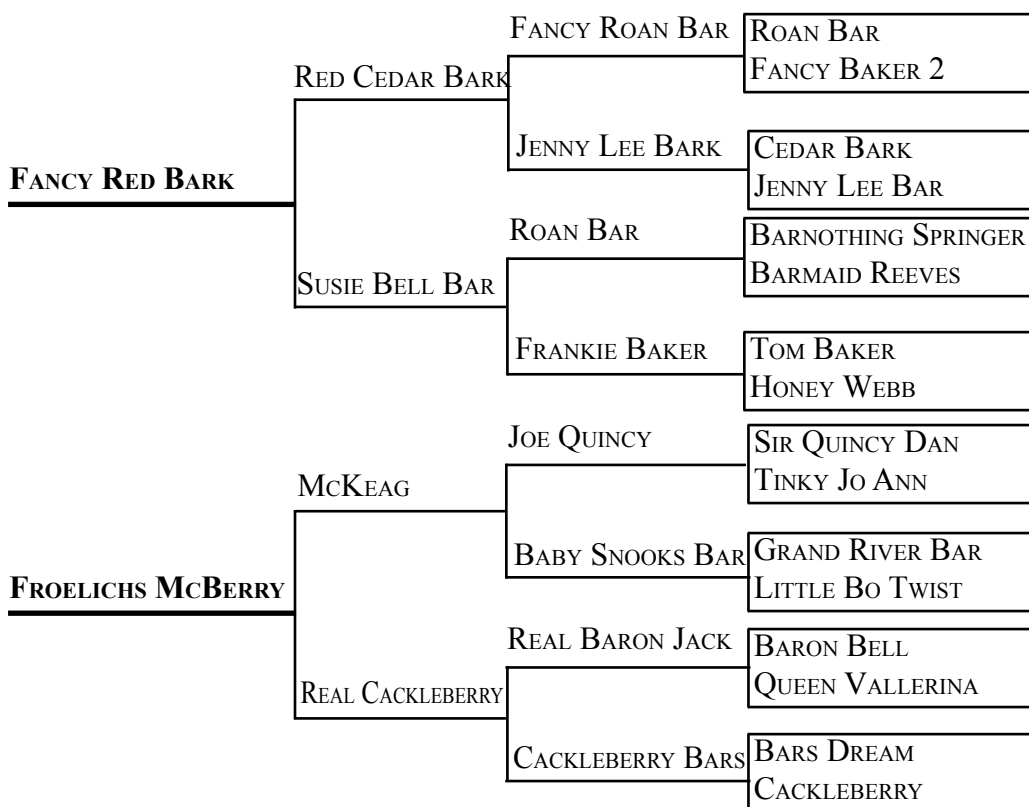 Fancy Roan Bar
Roan Bar
Fancy Baker 2
Red Cedar Bark
Jenny Lee Bark
Cedar Bark
Jenny Lee Bar
Fancy Red Bark
Roan Bar
Barnothing Springer
Barmaid Reeves
Susie Bell Bar
Frankie Baker
Tom Baker
Honey Webb
Joe Quincy
Sir Quincy Dan
Tinky Jo Ann
McKeag
Baby Snooks Bar
Grand River Bar
Little Bo Twist
Froelichs McBerry
Real Baron Jack
Baron Bell
Queen Vallerina
Real Cackleberry
Cackleberry Bars
Bars Dream
Cackleberry